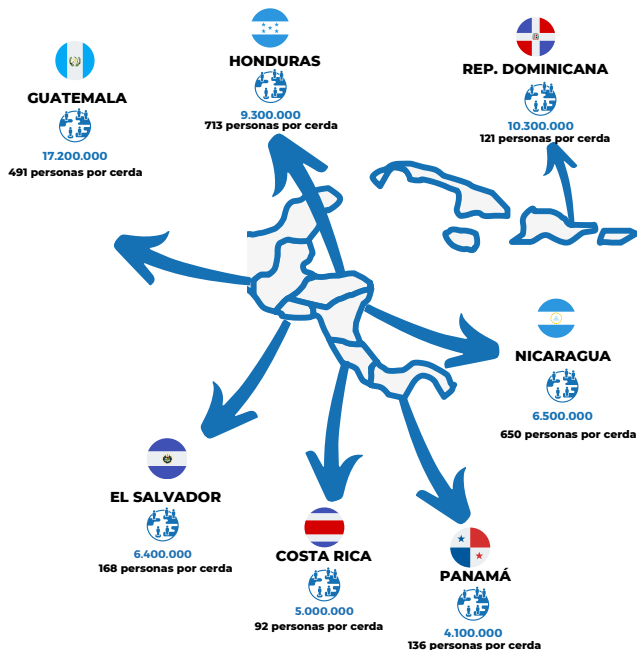 HONDURAS
9.300.000
713 personas por cerda
REP. DOMINICANA
10.300.000
121 personas por cerda
GUATEMALA
17.200.000
491 personas por cerda
NICARAGUA
6.500.000
650 personas por cerda
EL SALVADOR
6.400.000
168 personas por cerda
COSTA RICA
5.000.000
92 personas por cerda
PANAMÁ
4.100.000
136 personas por cerda